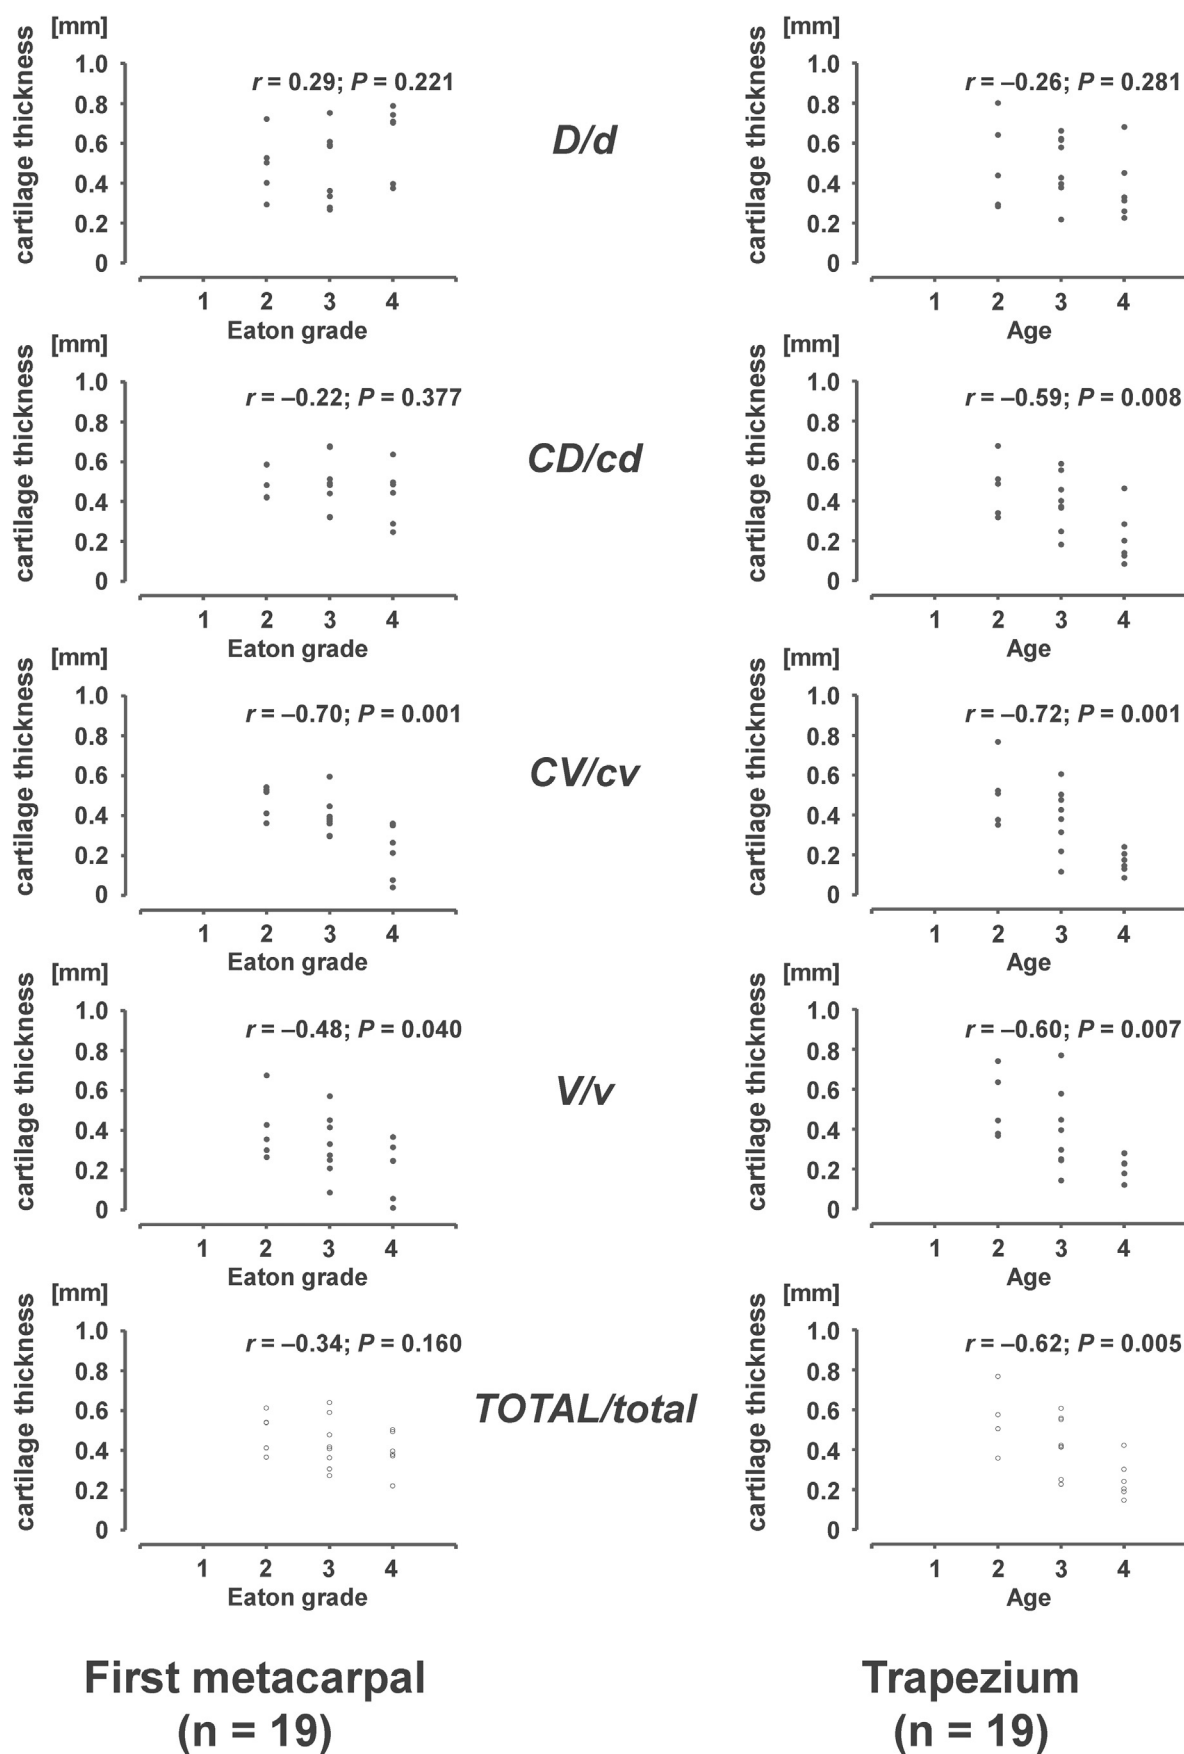 [mm]
cartilage thickness
1.0
0.8
0.6
0.4
0.2
0
r = 0.29; P = 0.221
1 2 3 4
Eaton grade
D/d
[mm]
cartilage thickness
1.0
0.8
0.6
0.4
0.2
0
r = –0.26; P = 0.281
1 2 3 4
Age
[mm]
cartilage thickness
1.0
0.8
0.6
0.4
0.2
0
r = –0.22; P = 0.377
1 2 3 4
Eaton grade
CD/cd
[mm]
cartilage thickness
1.0
0.8
0.6
0.4
0.2
0
r = –0.59; P = 0.008
1 2 3 4
Age
[mm]
cartilage thickness
1.0
0.8
0.6
0.4
0.2
0
r = –0.70; P = 0.001
1 2 3 4
Eaton grade
CV/cv
[mm]
cartilage thickness
1.0
0.8
0.6
0.4
0.2
0
r = –0.72; P = 0.001
1 2 3 4
Age
[mm]
cartilage thickness
1.0
0.8
0.6
0.4
0.2
0
r = –0.48; P = 0.040
1 2 3 4
Eaton grade
V/v
[mm]
cartilage thickness
1.0
0.8
0.6
0.4
0.2
0
r = –0.60; P = 0.007
1 2 3 4
Age
[mm]
cartilage thickness
1.0
0.8
0.6
0.4
0.2
0
r = –0.34; P = 0.160
1 2 3 4
Eaton grade
TOTAL/total
[mm]
cartilage thickness
1.0
0.8
0.6
0.4
0.2
0
r = –0.62; P = 0.005
1 2 3 4
Age
First metacarpal
(n = 19)
Trapezium
(n = 19)